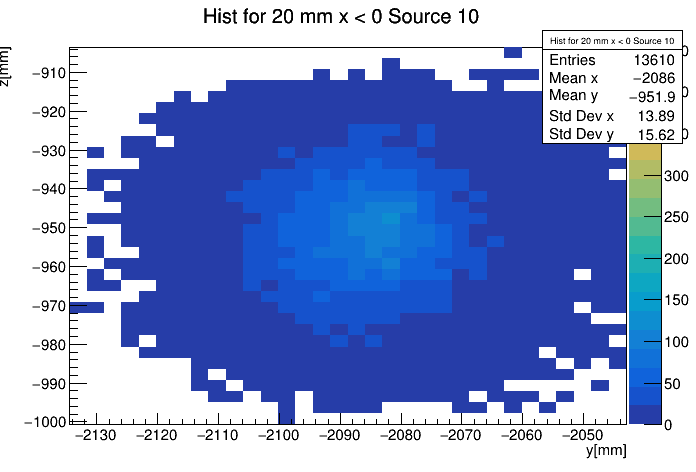 Hist for 20 mm x < 0 Source 10
Hist for 20 mm x < 0 Source 10
Entries 13610
Mean x −2086
Mean y −951.9
Std Dev x 13.89
Std Dev y 15.62
z[mm]
−910
−920
−930
−940
−950
−960
−970
−980
−990
−1000
300
250
200
150
100
50
0
−2130 −2120 −2110 −2100 −2090 −2080 −2070 −2060 −2050
y[mm]